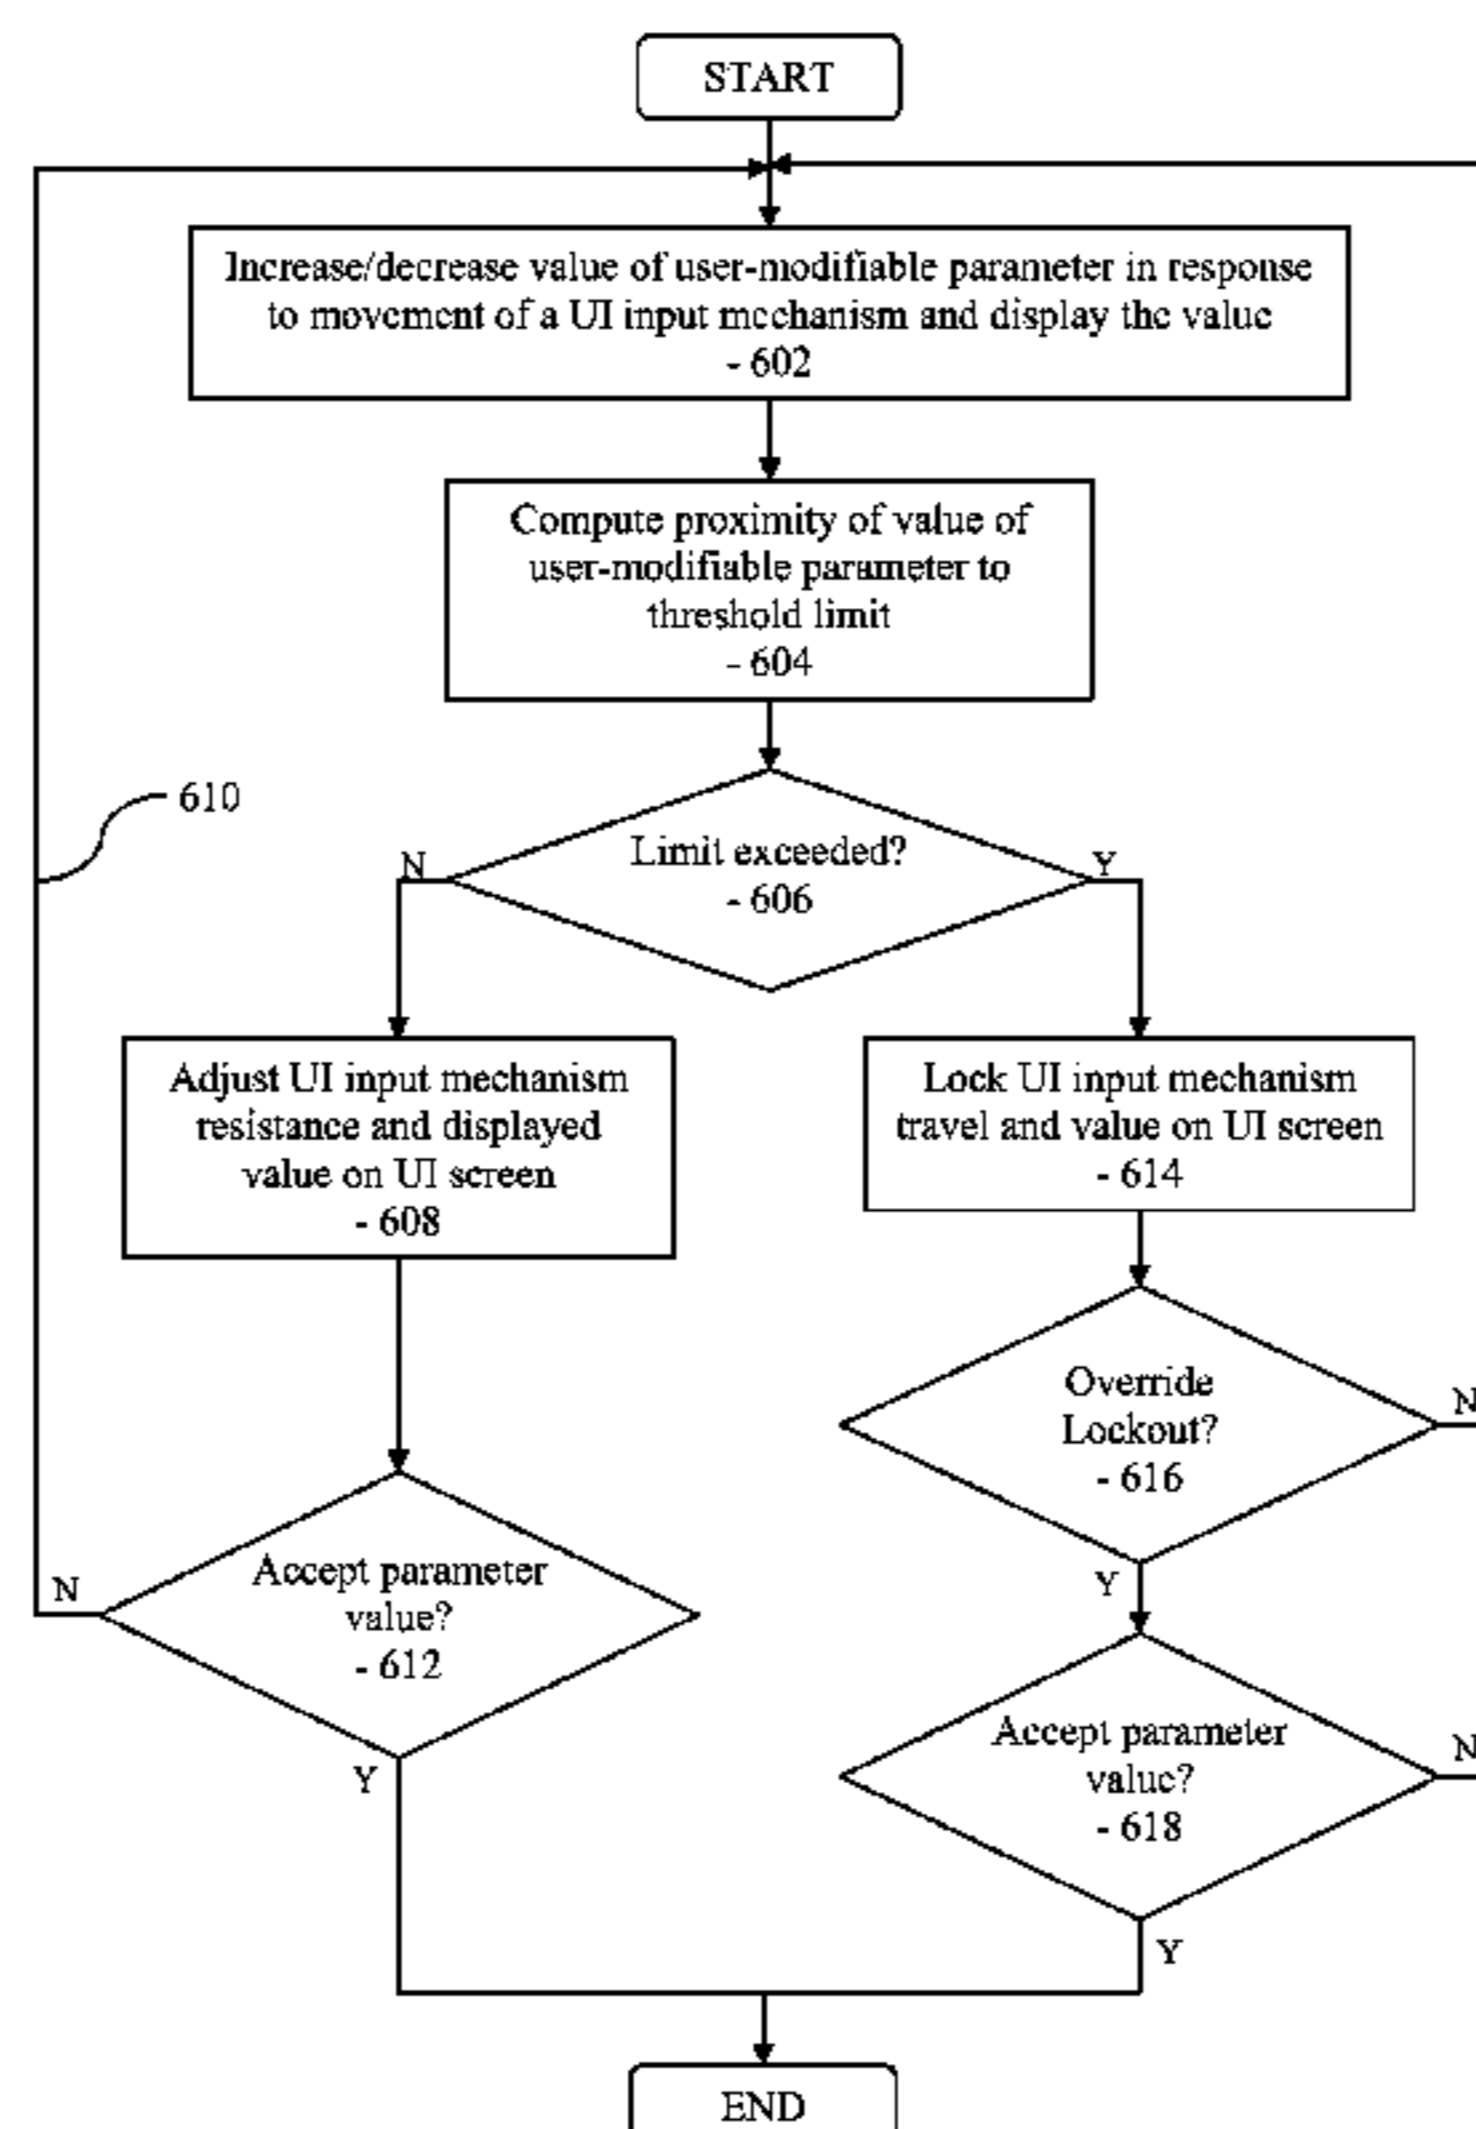 START
Increase/decrease value of user-modifiable parameter in response
to movement of a UI input mechanism and display the value
- 602
Compute proximity of value of
user-modifiable parameter to
threshold limit
- 604
610
N
Limit exceeded?
- 606
Y
Adjust UI input mechanism
resistance and displayed
value on UI screen
- 608
Lock UI input mechanism
travel and value on UI screen
- 614
Override
Lockout?
- 616
N
Y
N
Accept parameter
value?
- 612
Y
Accept parameter
value?
- 618
N
Y
END